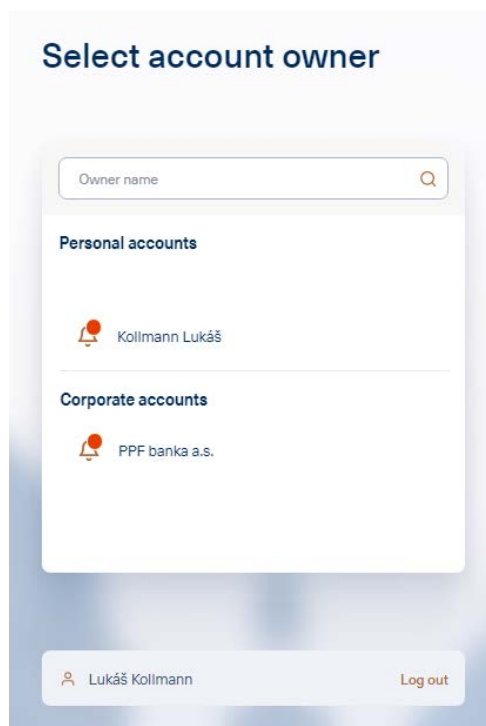 Select account owner
Owner name
Personal accounts
Kollmann Lukáš
Corporate accounts
PPF banka a.s.
Lukáš Kollmann Log out